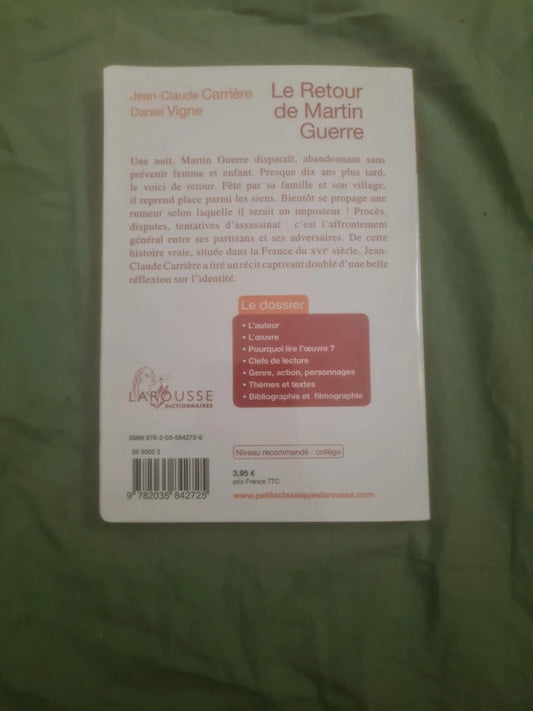 Jean-Claude Carrière
Daniel Vigne
Le Retour
de Martin
Guerre
Une nuit, Martin Guerre disparaît, abandonnant sans
prévenir femme et enfant. Presque dix ans plus tard,
le voici de retour. Fêté par sa famille et son village,
il reprend place parmi les siens. Bientôt se propage une
rumeur selon laquelle il serait un imposteur ! Procès,
disputes, tentatives d'assassinat : c'est l'affrontement
général entre ses partisans et ses adversaires. De cette
histoire vraie, située dans la France du XVIe siècle, Jean-
Claude Carrière a tiré un récit captivant doublé d'une belle
réflexion sur l'identité.
Le dossier
• L'auteur
• L'œuvre
• Pourquoi lire l'œuvre ?
• Clefs de lecture
• Genre, action, personnages
• Thèmes et textes
• Bibliographie et filmographie
LAROUSSE
DICTIONNAIRES
ISBN 978-2-03-584272-5
55 9302 5
9 782035 842725
Niveau recommandé : collège
3,95 €
prix France TTC
www.petitsclassiqueslarousse.com